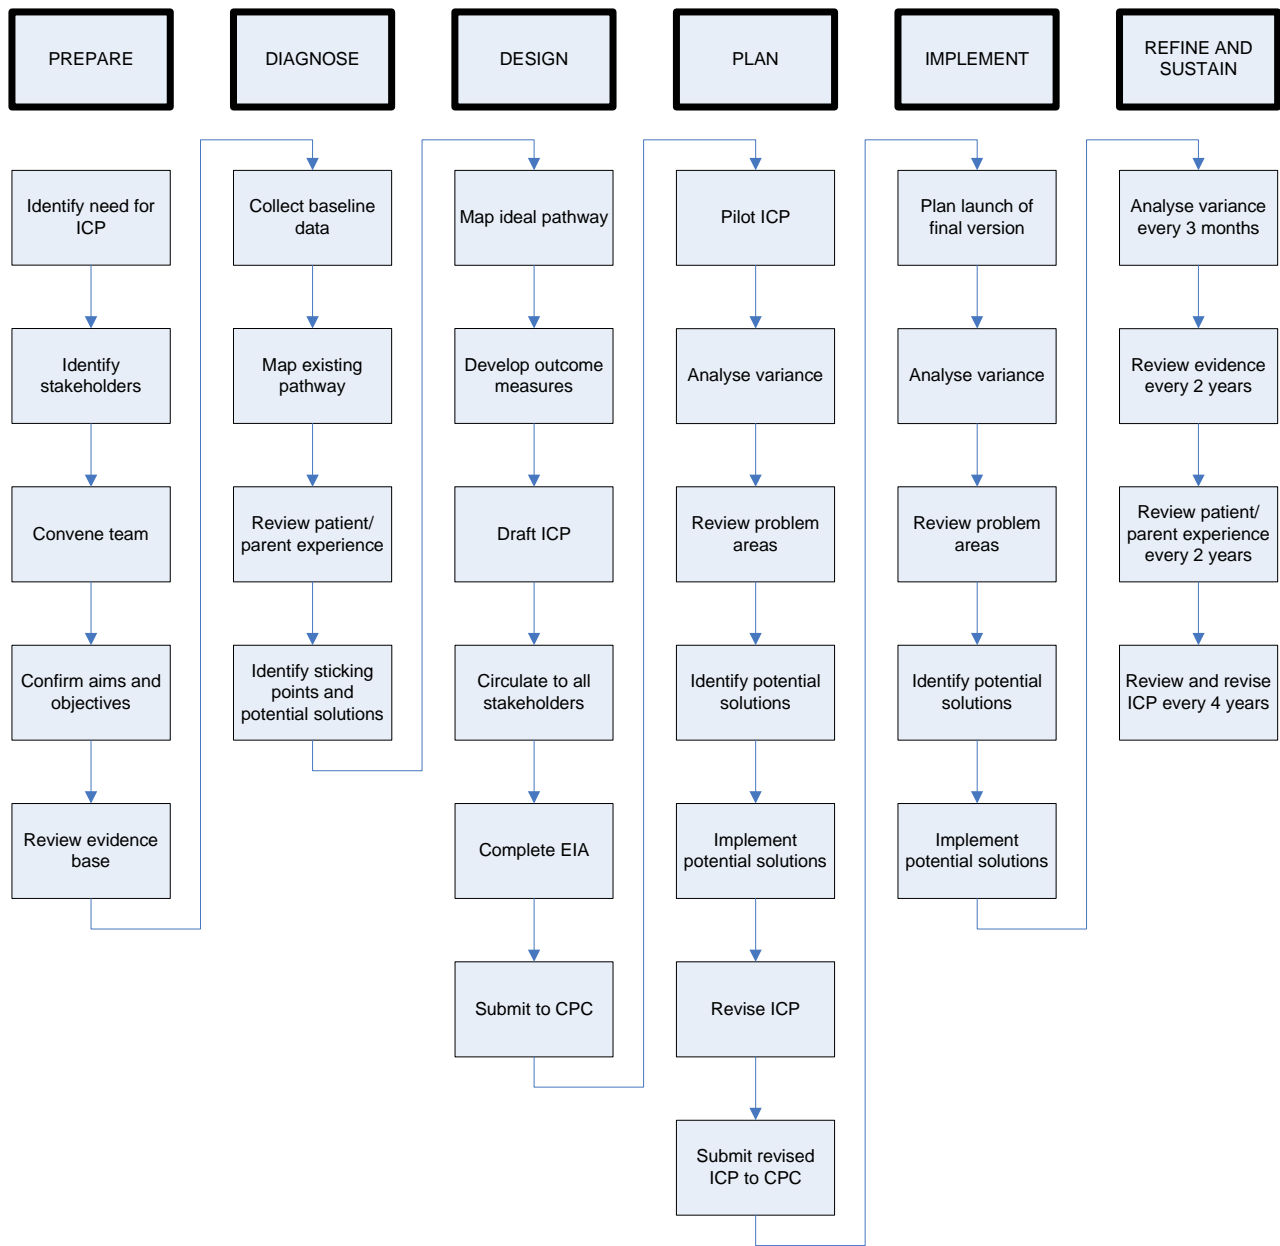 PREPARE
DIAGNOSE
DESIGN
PLAN
IMPLEMENT
REFINE AND
SUSTAIN
Identify need for
ICP
Identify
stakeholders
Convene team
Confirm aims and
objectives
Review evidence
base
Collect baseline
data
Map existing
pathway
Review patient/
parent experience
Identify sticking
points and
potential solutions
Map ideal pathway
Develop outcome
measures
Draft ICP
Circulate to all
stakeholders
Complete EIA
Submit to CPC
Pilot ICP
Analyse variance
Review problem
areas
Identify potential
solutions
Implement
potential solutions
Revise ICP
Submit revised
ICP to CPC
Plan launch of
final version
Analyse variance
Review problem
areas
Identify potential
solutions
Implement
potential solutions
Analyse variance
every 3 months
Review evidence
every 2 years
Review patient/
parent experience
every 2 years
Review and revise
ICP every 4 years